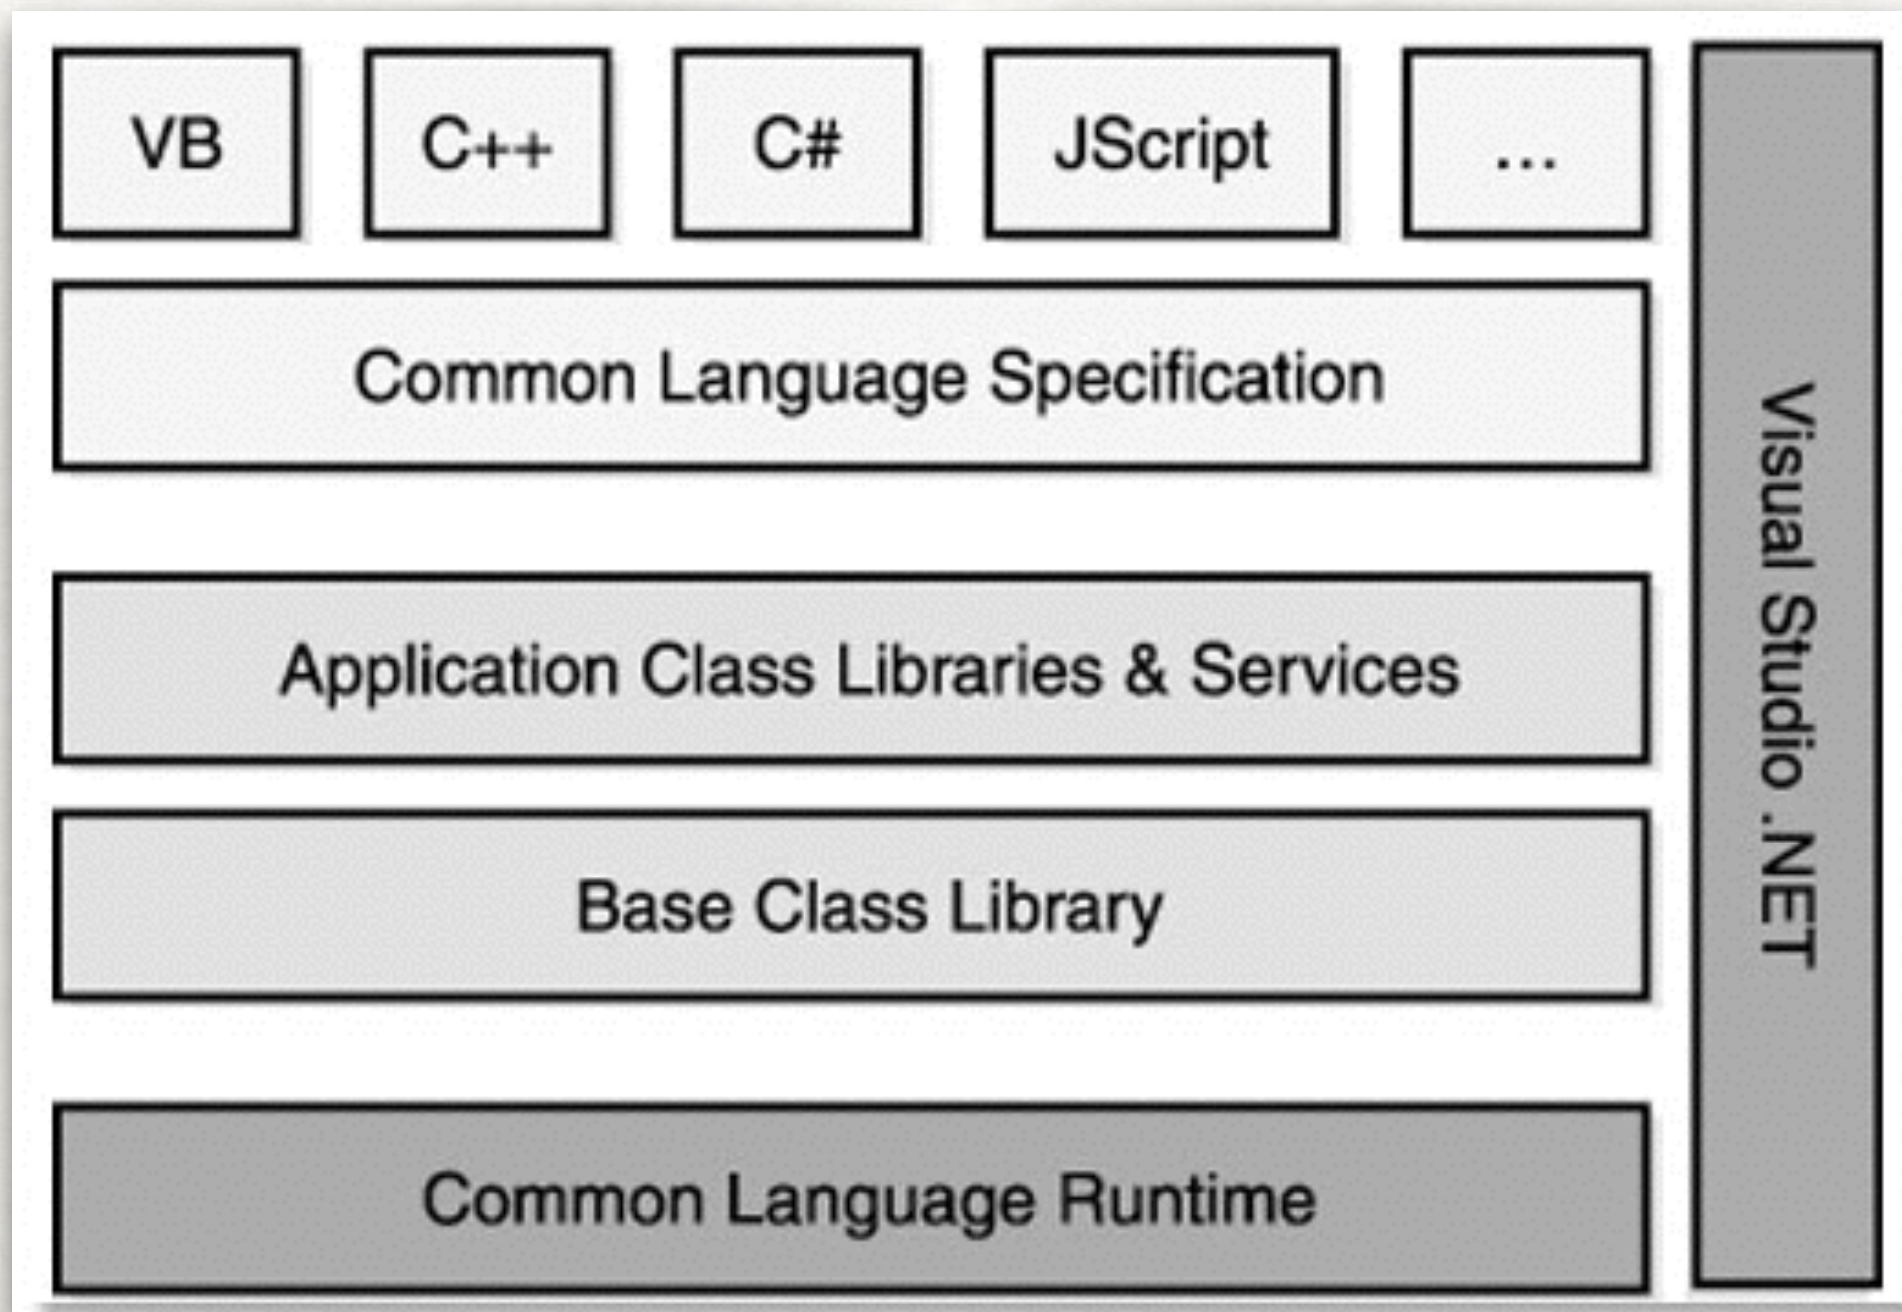 VB
C++
C#
JScript
...
Common Language Specification
Application Class Libraries & Services
Base Class Library
Common Language Runtime
Visual Studio .NET